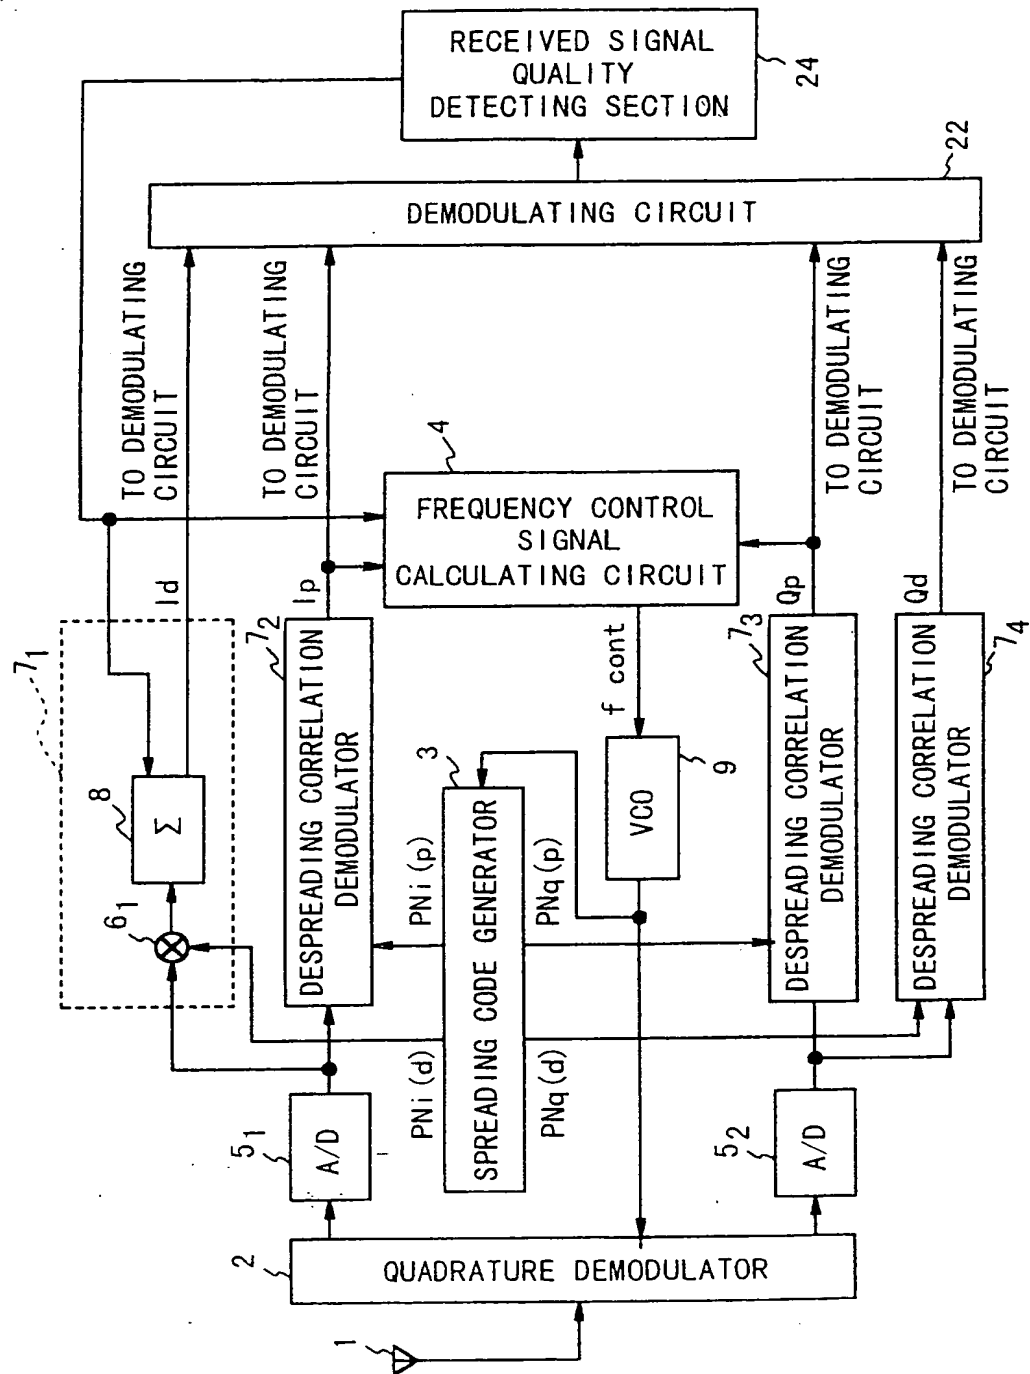 RECEIVED SIGNAL
QUALITY
DETECTING SECTION
24
DEMODULATING CIRCUIT
22
TO DEMODULATING
CIRCUIT
TO DEMODULATING
CIRCUIT
TO DEMODULATING
CIRCUIT
TO DEMODULATING
CIRCUIT
FREQUENCY CONTROL
SIGNAL
CALCULATING CIRCUIT
4
Id
Ip
Qp
Qd
7₁
8
Σ
6₁
DESPREADING CORRELATION
DEMODULATOR
7₂
f cont
VCO
9
DESPREADING CORRELATION
DEMODULATOR
7₃
DESPREADING CORRELATION
DEMODULATOR
7₄
SPREADING CODE GENERATOR
3
PNi(p)
PNq(p)
PNi(d)
PNq(d)
A/D
5₁
A/D
5₂
QUADRATURE DEMODULATOR
2
1